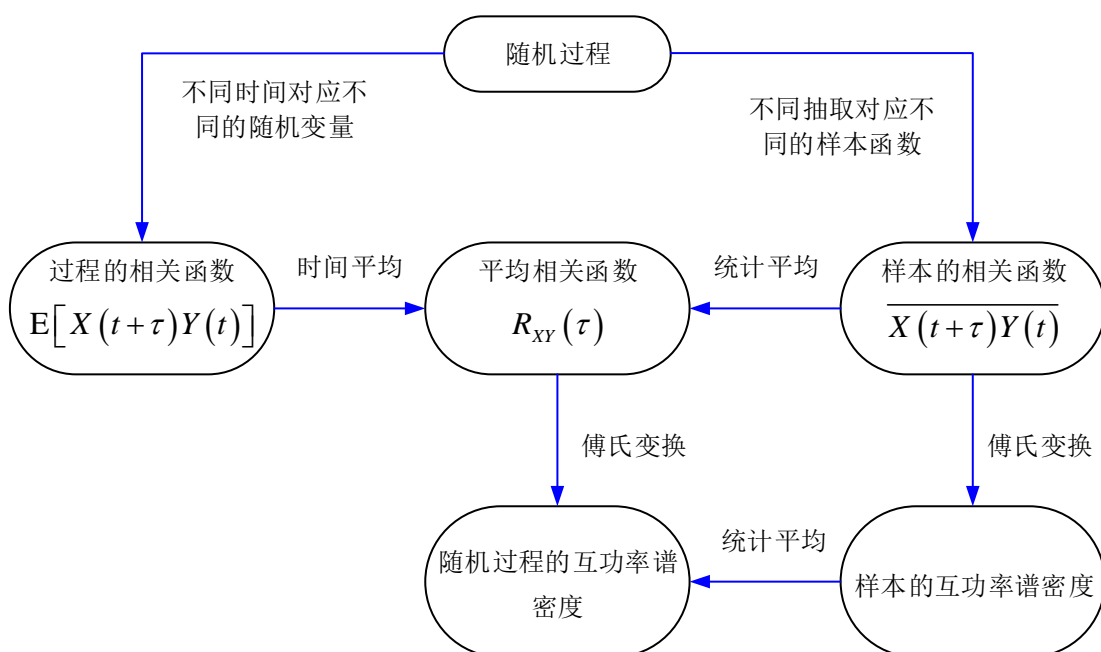 随机过程
不同时间对应不
同的随机变量
不同抽取对应不
同的样本函数
过程的相关函数
E[X(t+τ)Y(t)]
时间平均
平均相关函数
R_{XY}(τ)
统计平均
样本的相关函数
\overline{X(t+τ)Y(t)}
傅氏变换
傅氏变换
随机过程的互功率谱
密度
统计平均
样本的互功率谱密度